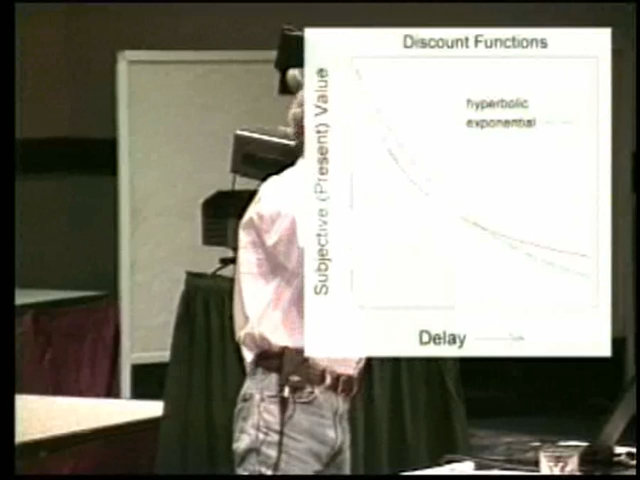 Discount Functions
hyperbolic
exponential
Subjective (Present) Value
Delay